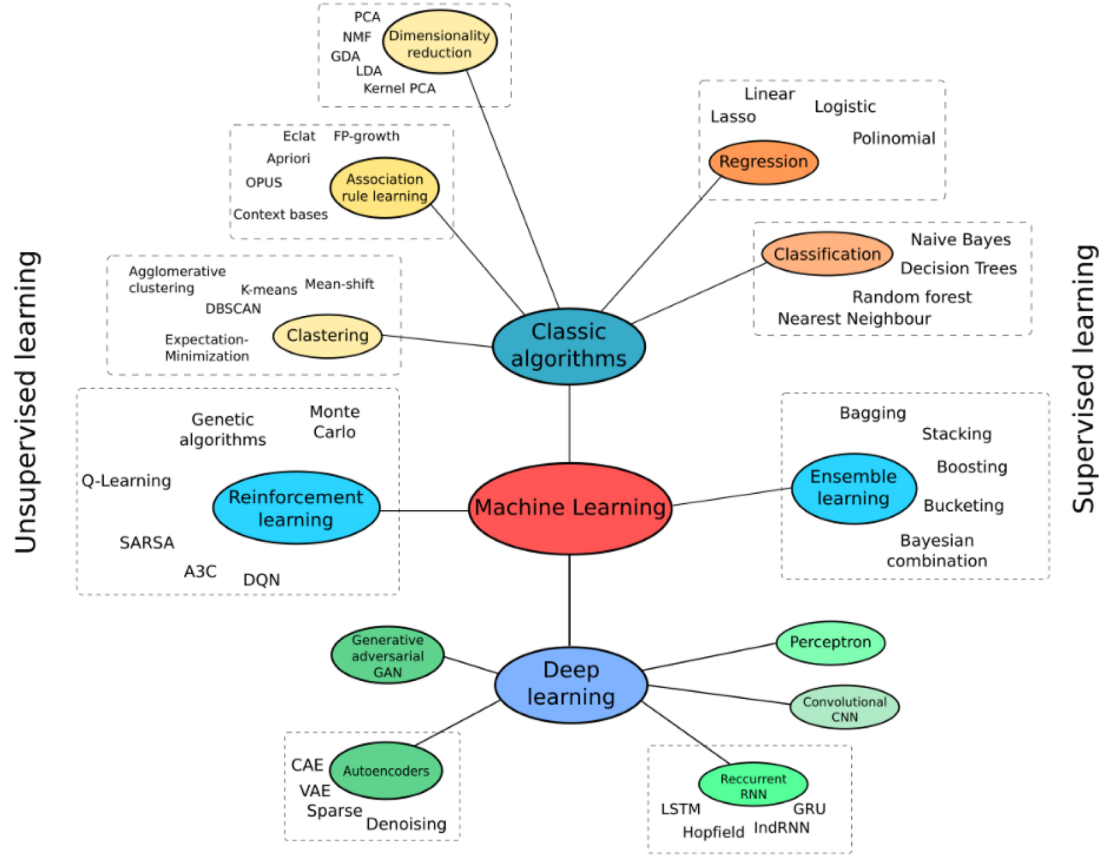 Unsupervised learning
Supervised learning
PCA
NMF
GDA
LDA
Kernel PCA
Dimensionality
reduction
Eclat
FP-growth
Apriori
OPUS
Context bases
Association
rule learning
Agglomerative
clustering
K-means
Mean-shift
DBSCAN
Expectation-
Minimization
Clastering
Linear
Logistic
Lasso
Polinomial
Regression
Classification
Naive Bayes
Decision Trees
Random forest
Nearest Neighbour
Classic
algorithms
Genetic
algorithms
Monte
Carlo
Q-Learning
Reinforcement
learning
SARSA
A3C
DQN
Machine Learning
Bagging
Stacking
Boosting
Bucketing
Bayesian
combination
Ensemble
learning
Generative
adversarial
GAN
Deep
learning
Perceptron
Convolutional
CNN
CAE
VAE
Sparse
Denoising
Autoencoders
Reccurrent
RNN
LSTM
GRU
Hopfield
IndRNN